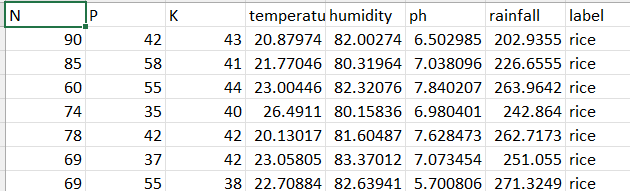 N P K temperatu humidity ph rainfall label
90 42 43 20.87974 82.00274 6.502985 202.9355 rice
85 58 41 21.77046 80.31964 7.038096 226.6555 rice
60 55 44 23.00446 82.32076 7.840207 263.9642 rice
74 35 40 26.4911 80.15836 6.980401 242.864 rice
78 42 42 20.13017 81.60487 7.628473 262.7173 rice
69 37 42 23.05805 83.37012 7.073454 251.055 rice
69 55 38 22.70884 82.63941 5.700806 271.3249 rice